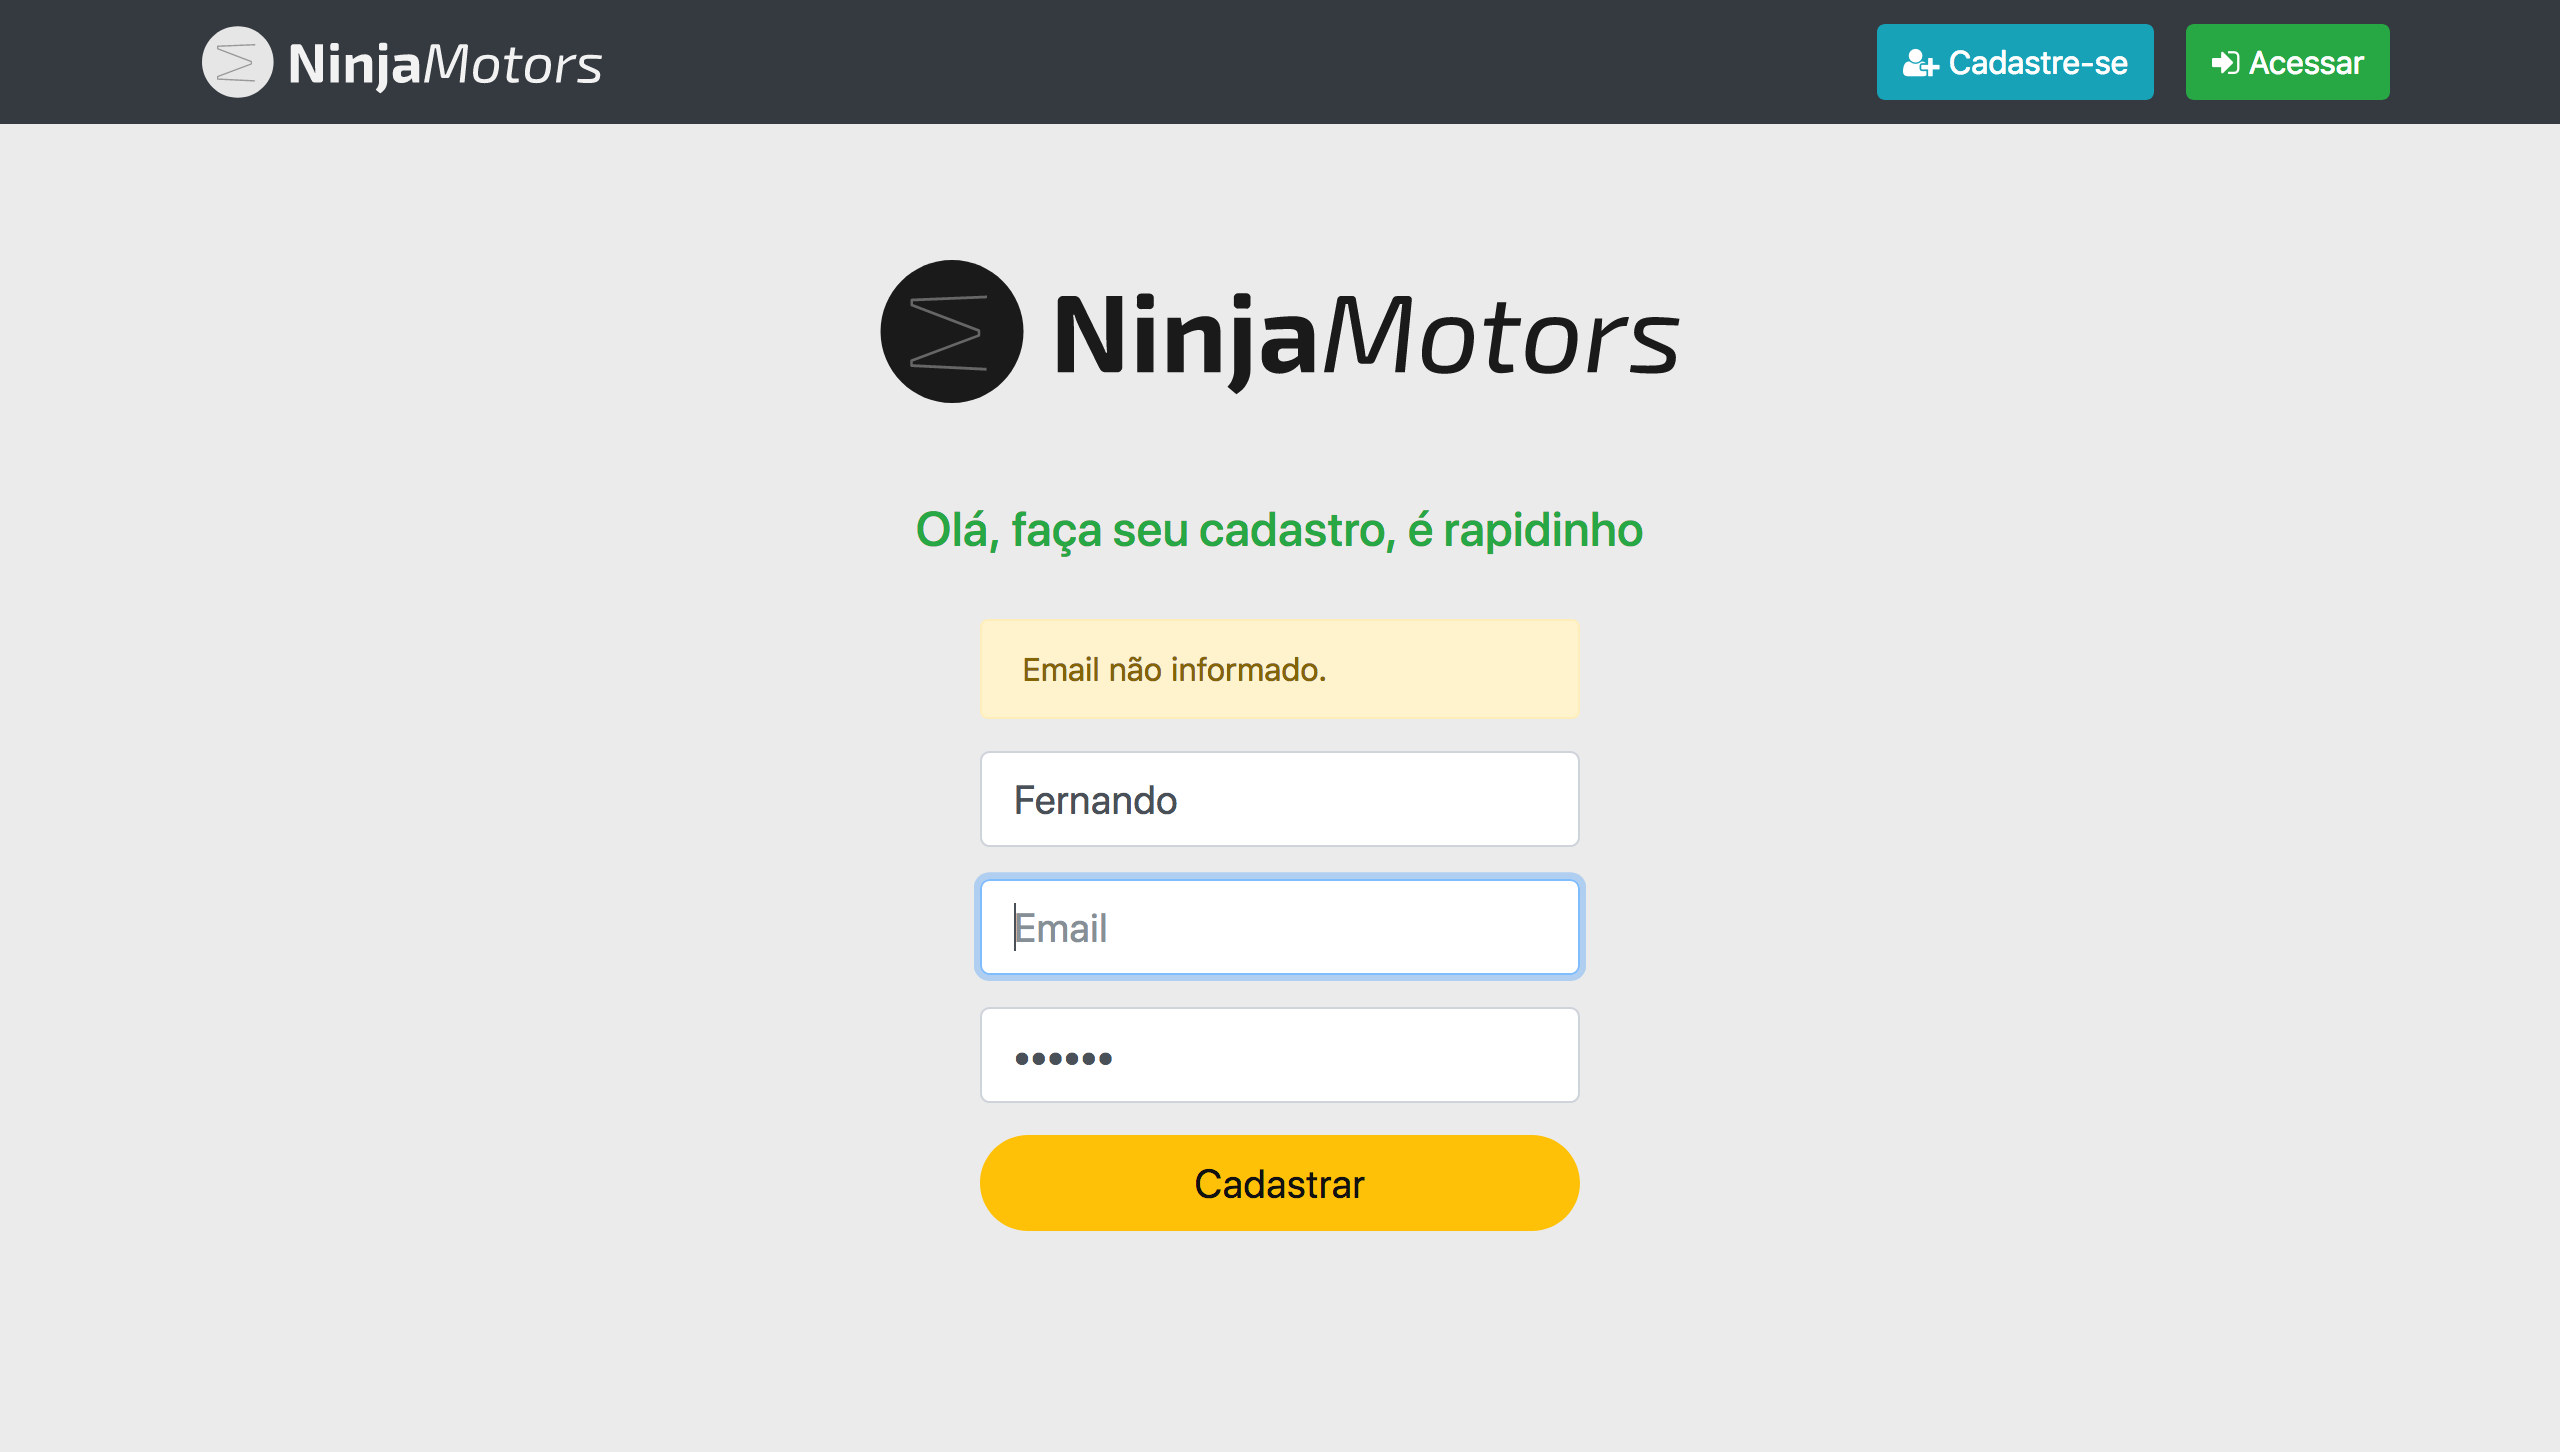 NinjaMotors
Cadastre-se
Acessar
NinjaMotors
Olá, faça seu cadastro, é rapidinho
Email não informado.
Fernando
Email
••••••
Cadastrar